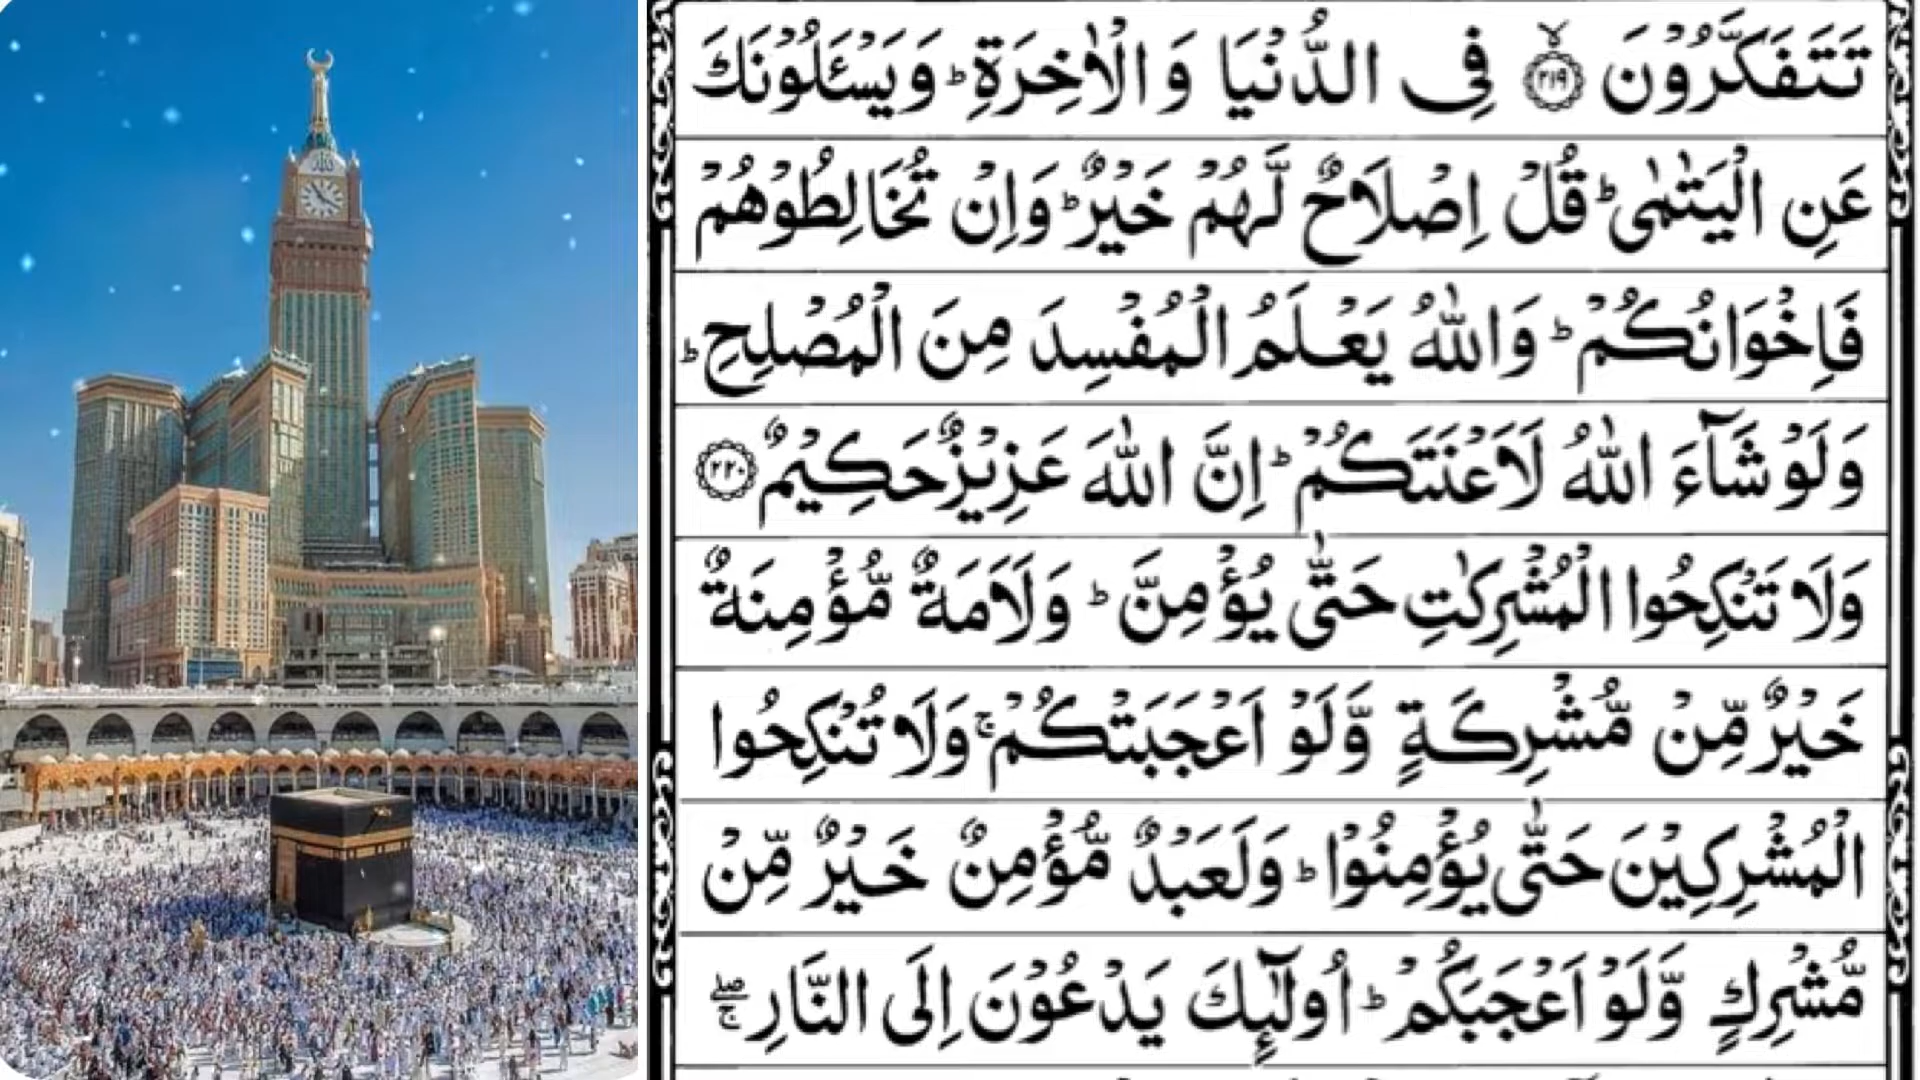 تَتَفَكَّرُوْنَ ۙ﴿۲۱۹﴾ فِی الدُّنْیَا وَ الْاٰخِرَةِ ؕ وَیَسْـَٔلُوْنَكَ
عَنِ الْیَتٰمٰی ؕ قُلْ اِصْلَاحٌ لَّهُمْ خَیْرٌ ؕ وَاِنْ تُخَالِطُوْهُمْ
فَاِخْوَانُكُمْ ؕ وَاللّٰهُ یَعْلَمُ الْمُفْسِدَ مِنَ الْمُصْلِحِ ؕ
وَلَوْ شَآءَ اللّٰهُ لَاَعْنَتَكُمْ ؕ اِنَّ اللّٰهَ عَزِیْزٌ حَكِیْمٌ ﴿۲۲۰﴾
وَلَا تَنْكِحُوا الْمُشْرِكٰتِ حَتّٰی یُؤْمِنَّ ؕ وَلَاَمَةٌ مُّؤْمِنَةٌ
خَیْرٌ مِّنْ مُّشْرِكَةٍ وَّلَوْ اَعْجَبَتْكُمْ ۚ وَلَا تُنْكِحُوا
الْمُشْرِكِیْنَ حَتّٰی یُؤْمِنُوْا ؕ وَلَعَبْدٌ مُّؤْمِنٌ خَیْرٌ مِّنْ
مُّشْرِكٍ وَّلَوْ اَعْجَبَكُمْ ؕ اُولٰٓئِكَ یَدْعُوْنَ اِلَی النَّارِ ۖۚ